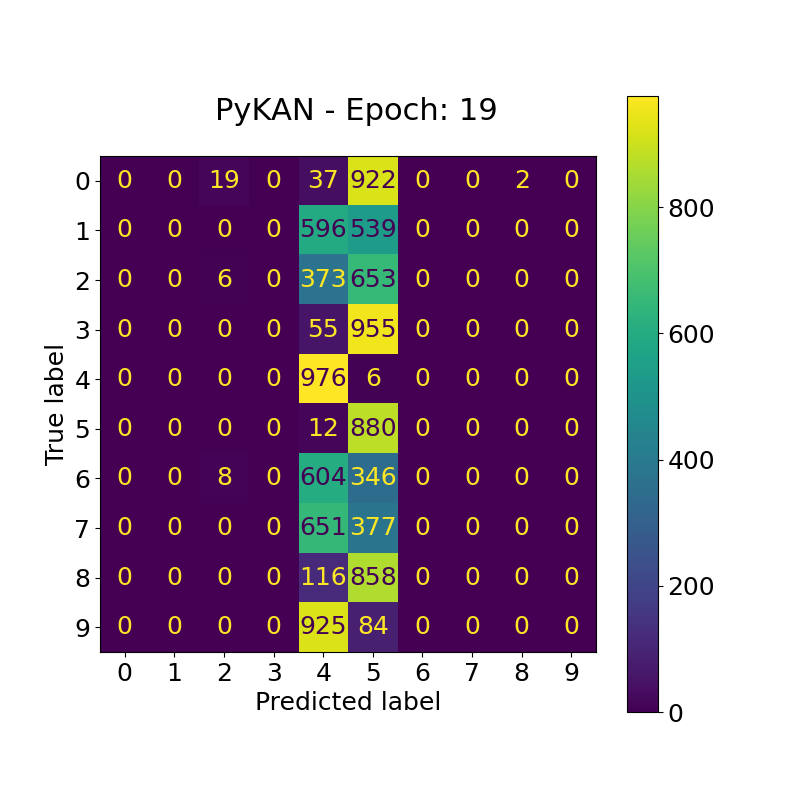 PyKAN - Epoch: 19
0 0 0 19 0 37 922 0 0 2 0
1 0 0 0 0 596 539 0 0 0 0
2 0 0 6 0 373 653 0 0 0 0
3 0 0 0 0 55 955 0 0 0 0
4 0 0 0 0 976 6 0 0 0 0
5 0 0 0 0 12 880 0 0 0 0
6 0 0 8 0 604 346 0 0 0 0
7 0 0 0 0 651 377 0 0 0 0
8 0 0 0 0 116 858 0 0 0 0
9 0 0 0 0 925 84 0 0 0 0
0 1 2 3 4 5 6 7 8 9
Predicted label
True label
800
600
400
200
0